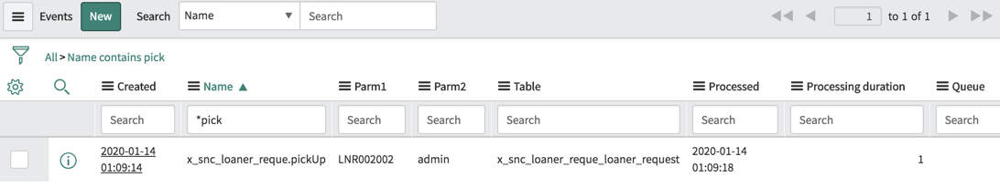 Events New Search Name Search 1 to 1 of 1
All > Name contains pick
Created Name Parm1 Parm2 Table Processed Processing duration Queue
Search *pick Search Search Search Search Search Search
2020-01-14 01:09:14 x_snc_loaner_reque.pickUp LNR002002 admin x_snc_loaner_reque_loaner_request 2020-01-14 01:09:18 1